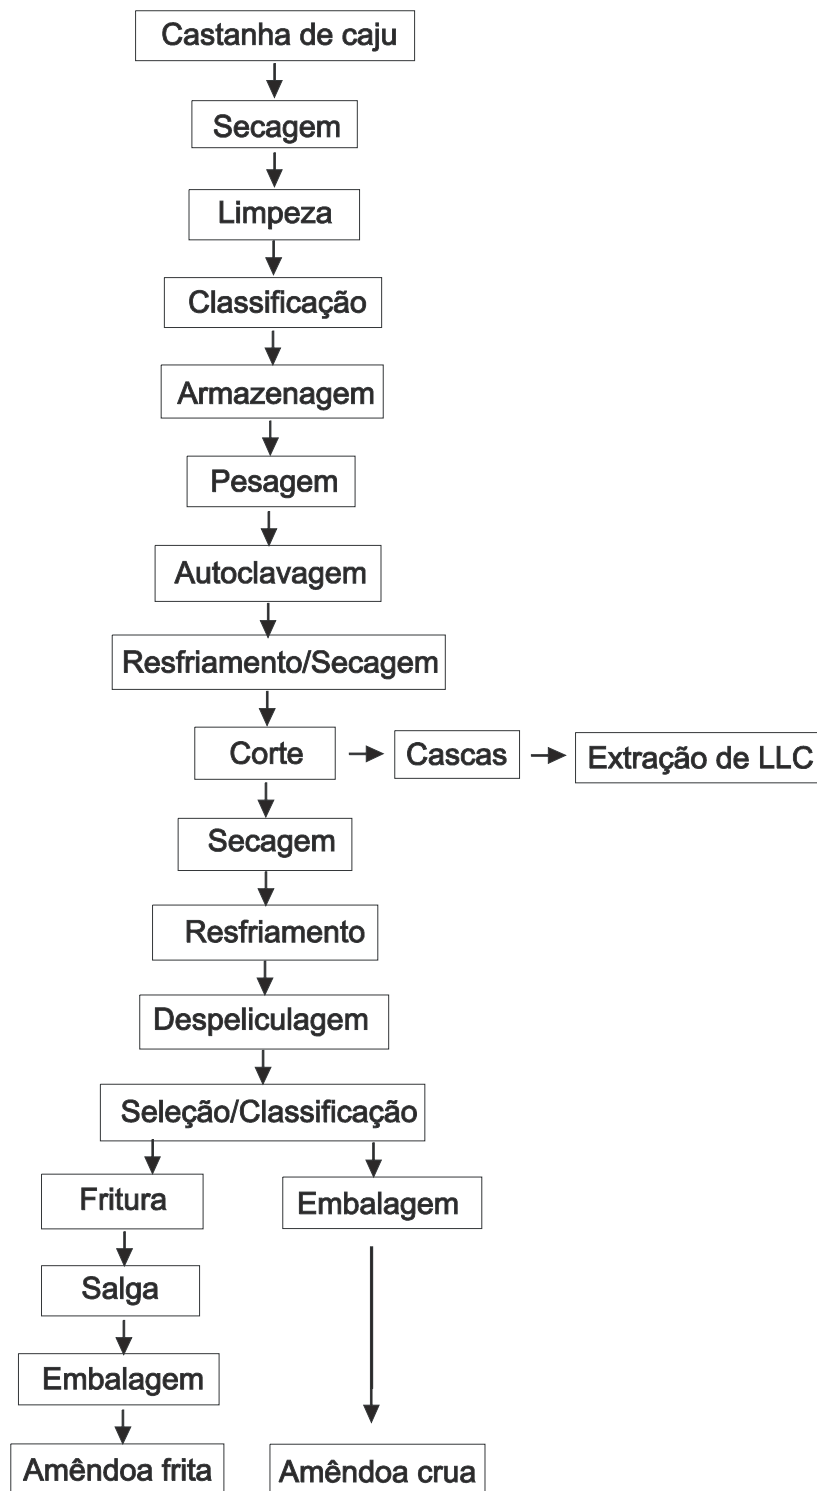 Castanha de caju
Secagem
Limpeza
Classificação
Armazenagem
Pesagem
Autoclavagem
Resfriamento/Secagem
Corte
Cascas
Extração de LLC
Secagem
Resfriamento
Despeliculagem
Seleção/Classificação
Fritura
Embalagem
Salga
Embalagem
Amêndoa frita
Amêndoa crua